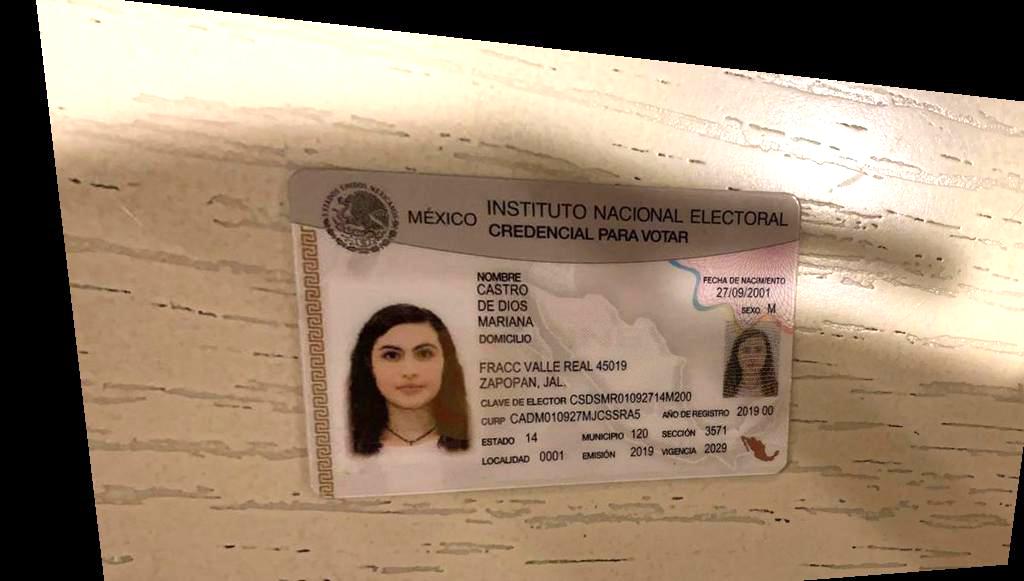 ESTADOS UNIDOS MEXICANOS
MÉXICO INSTITUTO NACIONAL ELECTORAL
CREDENCIAL PARA VOTAR
NOMBRE
CASTRO
DE DIOS
MARIANA
DOMICILIO
FRACC VALLE REAL 45019
ZAPOPAN, JAL.
FECHA DE NACIMIENTO
27/09/2001
SEXO M
CLAVE DE ELECTOR CSDSMR01092714M200
CURP CADM010927MJCSSRA5 AÑO DE REGISTRO 2019 00
ESTADO 14 MUNICIPIO 120 SECCIÓN 3571
LOCALIDAD 0001 EMISIÓN 2019 VIGENCIA 2029